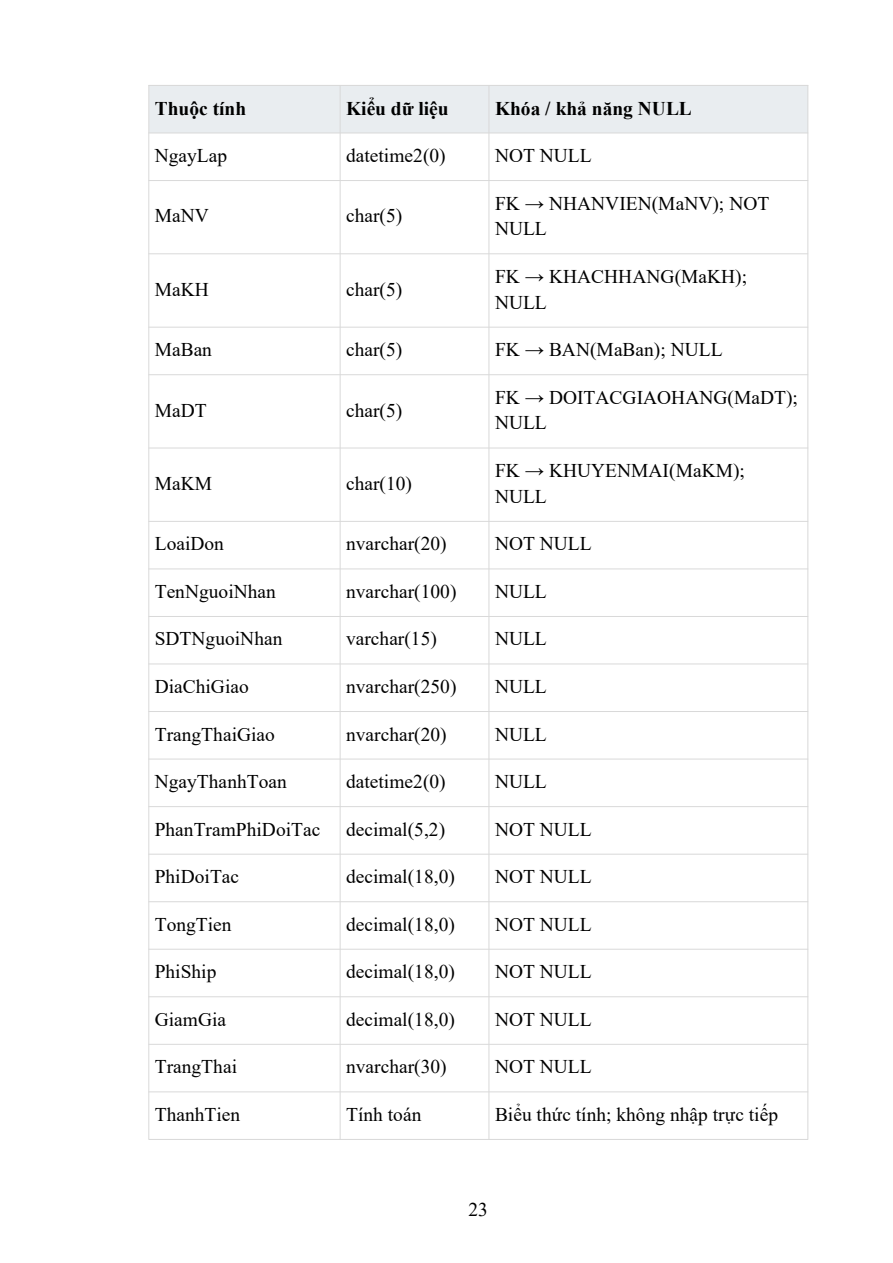 Thuộc tính Kiểu dữ liệu Khóa / khả năng NULL
NgayLap datetime2(0) NOT NULL
MaNV char(5) FK → NHANVIEN(MaNV); NOT
NULL
MaKH char(5) FK → KHACHHANG(MaKH);
NULL
MaBan char(5) FK → BAN(MaBan); NULL
MaDT char(5) FK → DOITACGIAOHANG(MaDT);
NULL
MaKM char(10) FK → KHUYENMAI(MaKM);
NULL
LoaiDon nvarchar(20) NOT NULL
TenNguoiNhan nvarchar(100) NULL
SDTNguoiNhan varchar(15) NULL
DiaChiGiao nvarchar(250) NULL
TrangThaiGiao nvarchar(20) NULL
NgayThanhToan datetime2(0) NULL
PhanTramPhiDoiTac decimal(5,2) NOT NULL
PhiDoiTac decimal(18,0) NOT NULL
TongTien decimal(18,0) NOT NULL
PhiShip decimal(18,0) NOT NULL
GiamGia decimal(18,0) NOT NULL
TrangThai nvarchar(30) NOT NULL
ThanhTien Tính toán Biểu thức tính; không nhập trực tiếp
23